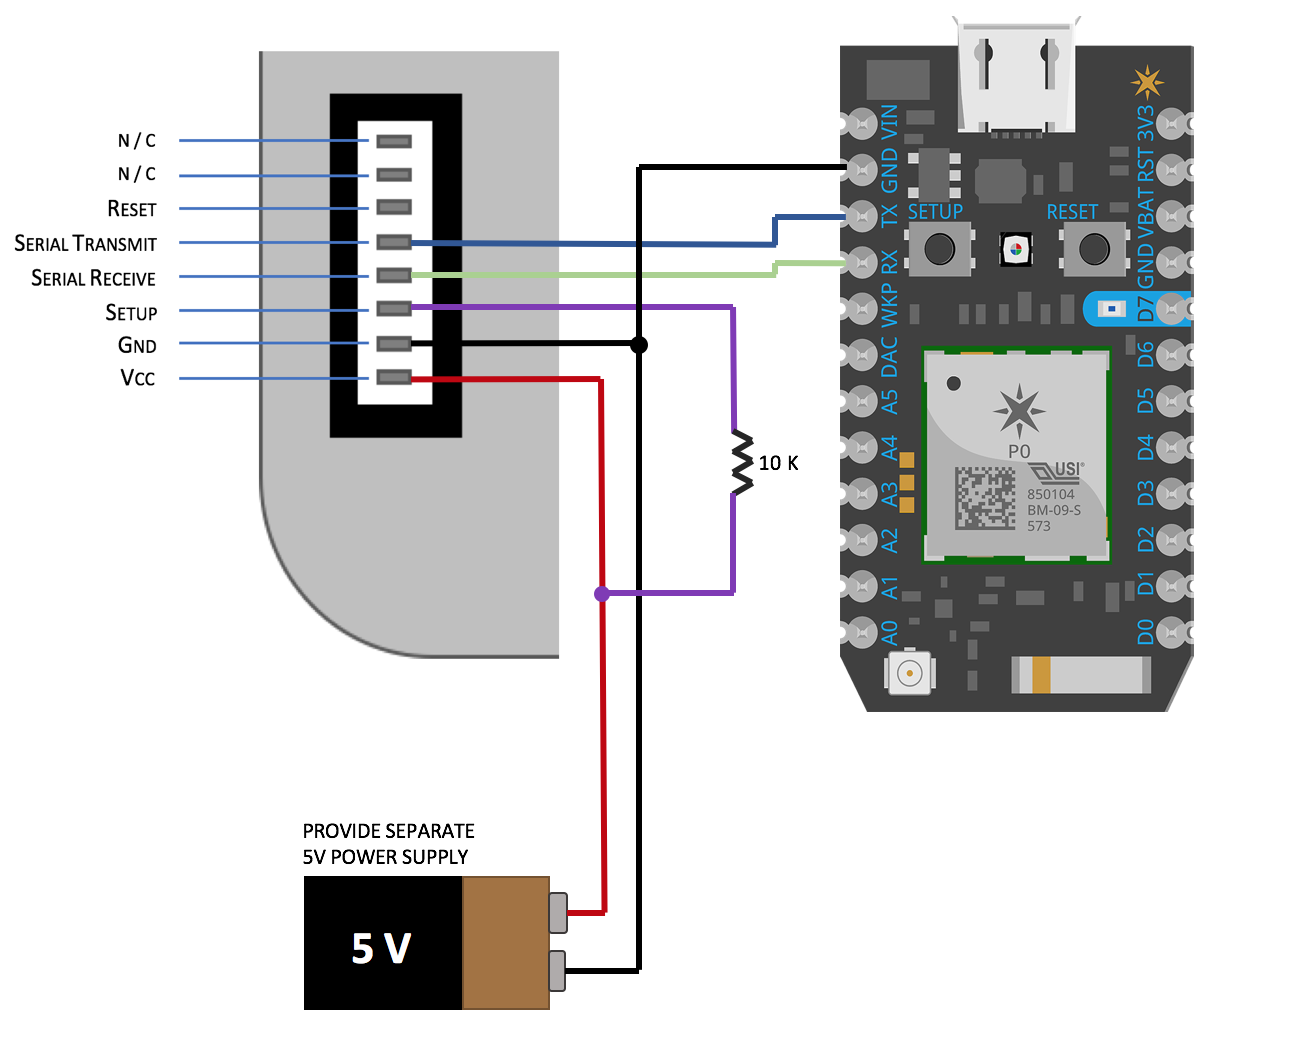 N / C
N / C
RESET
SERIAL TRANSMIT
SERIAL RECEIVE
SETUP
GND
VCC
10 K
PROVIDE SEPARATE
5V POWER SUPPLY
5 V
VIN
GND
TX
RX
WKP
DAC
A5
A4
A3
A2
A1
A0
SETUP
RESET
3V3
RST
VBAT
GND
D7
D6
D5
D4
D3
D2
D1
D0
P0
USI®
850104
BM-09-S
573